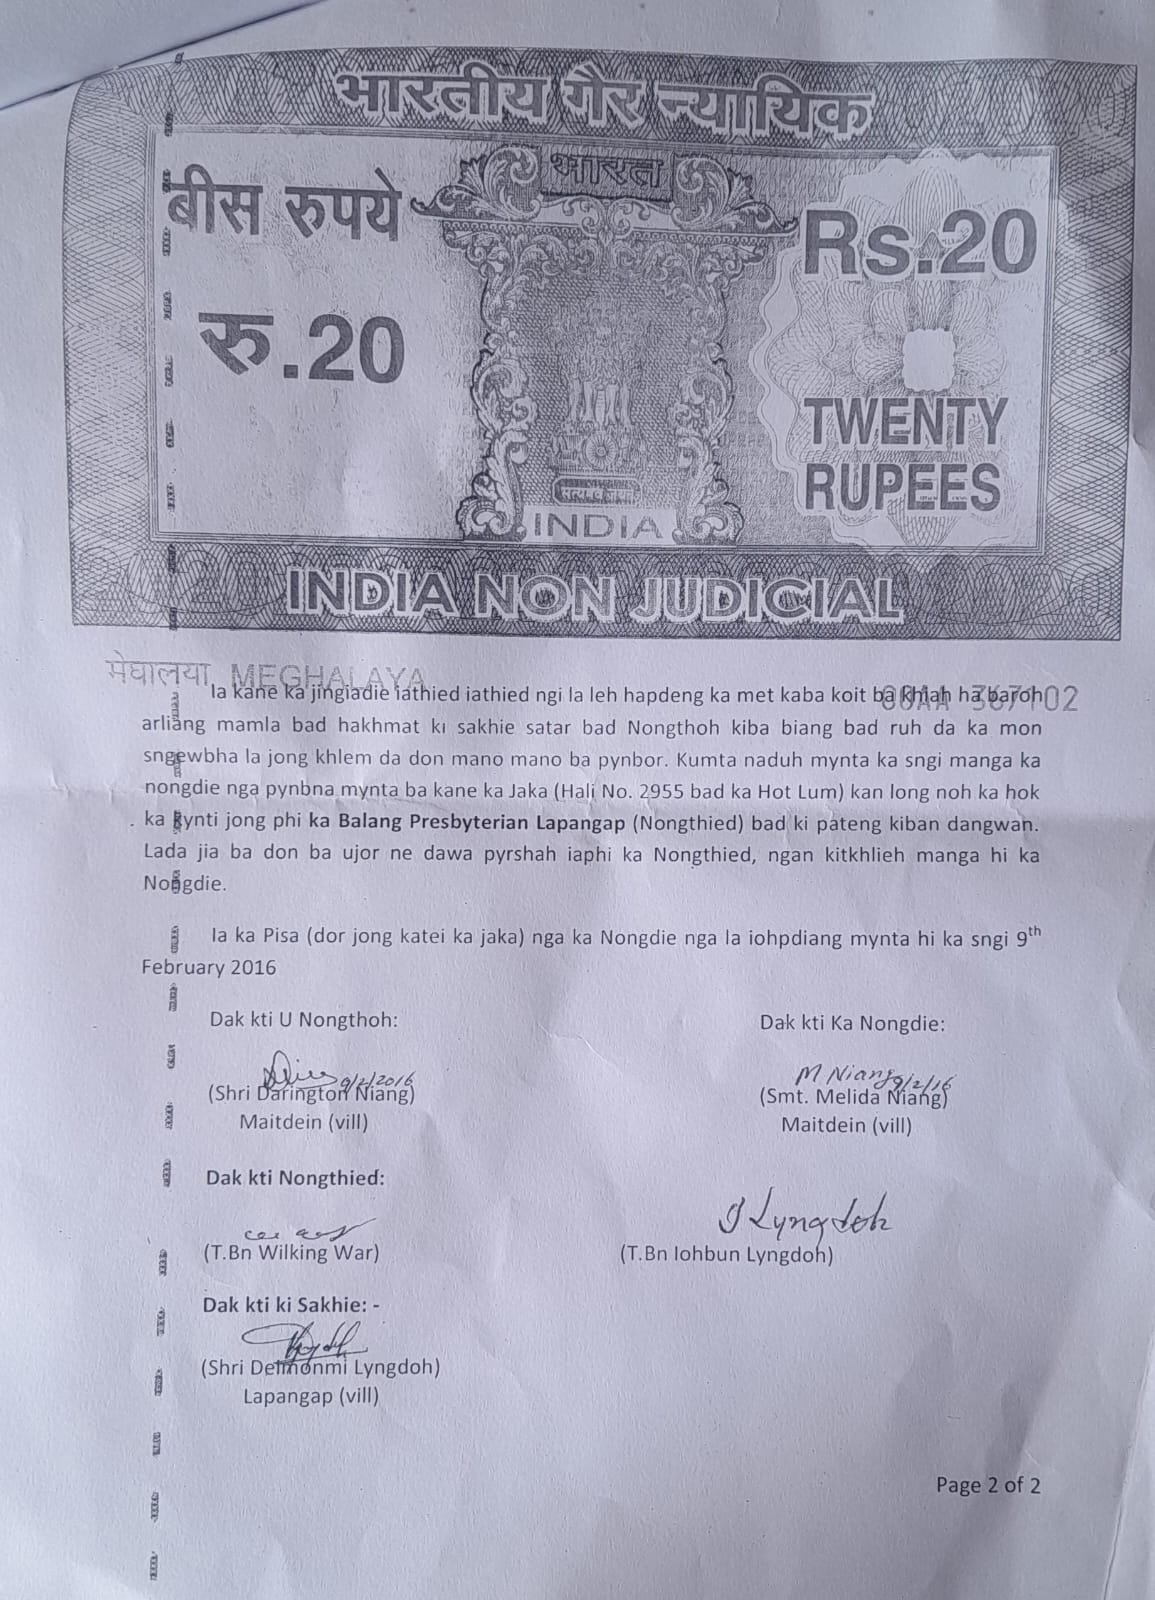 भारतीय गैर न्यायिक
भारत
बीस रुपये
रु.20
Rs.20
TWENTY
RUPEES
INDIA
INDIA NON JUDICIAL
मेघालया MEGHALAYA
Ia kane ka jingiadie iathied iathied ngi la leh hapdeng ka met kaba koit ba khlah ha baroh
arliang mamla bad hakhmat ki sakhie satar bad Nongthoh kiba biang bad ruh da ka mon
sngewbha la jong khlem da don mano mano ba pynbor. Kumta naduh mynta ka sngi manga ka
nongdie nga pynbna mynta ba kane ka Jaka (Hali No. 2955 bad ka Hot Lum) kan long noh ka hok
ka kynti jong phi ka Balang Presbyterian Lapangap (Nongthied) bad ki pateng kiban dangwan.
Lada jia ba don ba ujor ne dawa pyrshah iaphi ka Nongthied, ngan kitkhlieh manga hi ka
Nongdie.
Ia ka Pisa (dor jong katei ka jaka) nga ka Nongdie nga la iohpdiang mynta hi ka sngi 9th
February 2016
Dak kti U Nongthoh:
Dak kti Ka Nongdie:
9/2/2016
M Niang 9/2/16
(Shri Darington Niang)
(Smt. Melida Niang)
Maitdein (vill)
Maitdein (vill)
Dak kti Nongthied:
Lyngdoh
(T.Bn Wilking War)
(T.Bn Iohbun Lyngdoh)
Dak kti ki Sakhie: -
(Shri Delmonmi Lyngdoh)
Lapangap (vill)
Page 2 of 2